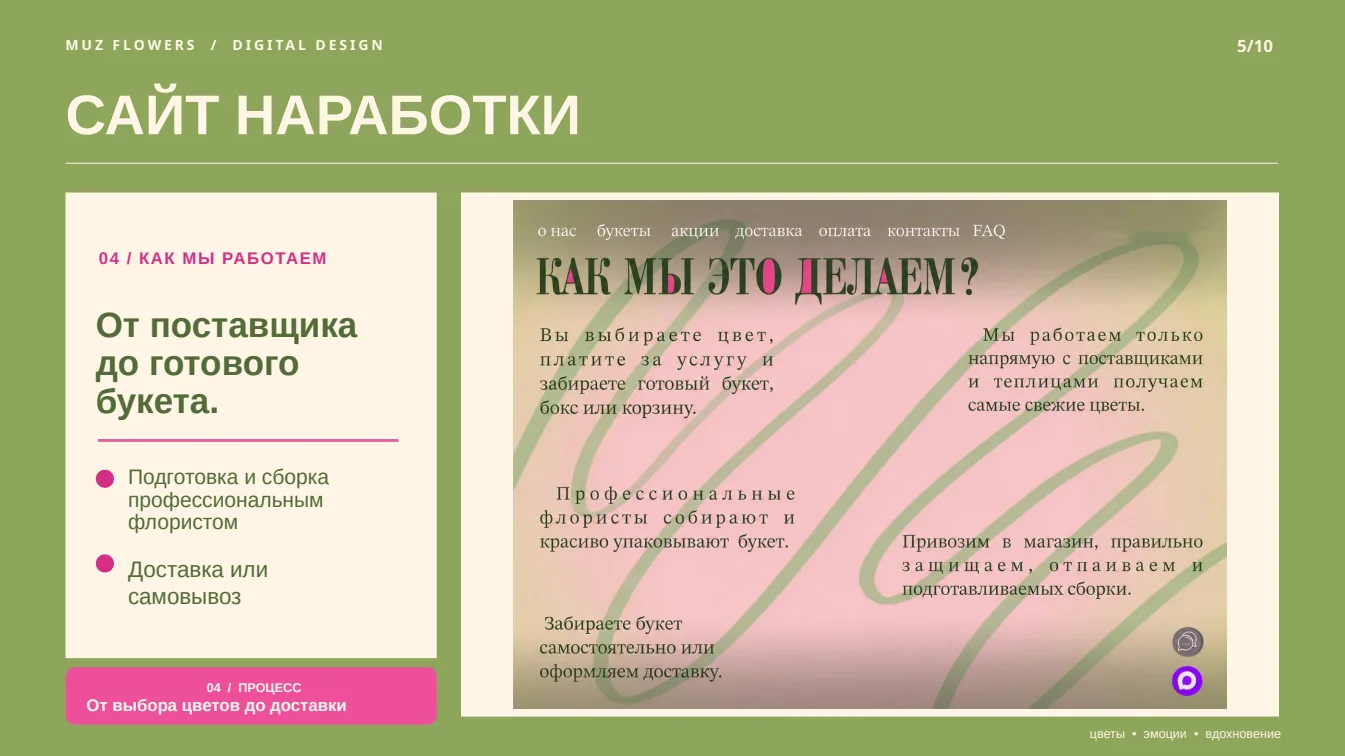 MUZ FLOWERS / DIGITAL DESIGN
5/10
САЙТ НАРАБОТКИ
04 / КАК МЫ РАБОТАЕМ
От поставщика
до готового
букета.
Подготовка и сборка
профессиональным
флористом
Доставка или
самовывоз
04 / ПРОЦЕСС
От выбора цветов до доставки
о нас букеты акции доставка оплата контакты FAQ
КАК МЫ ЭТО ДЕЛАЕМ?
Вы выбираете цвет,
платите за услугу и
забираете готовый букет,
бокс или корзину.
Мы работаем только
напрямую с поставщиками
и теплицами получаем
самые свежие цветы.
Профессиональные
флористы собирают и
красиво упаковывают букет.
Привозим в магазин, правильно
защищаем, отпаиваем и
подготавливаемых сборки.
Забираете букет
самостоятельно или
оформляем доставку.
цветы • эмоции • вдохновение